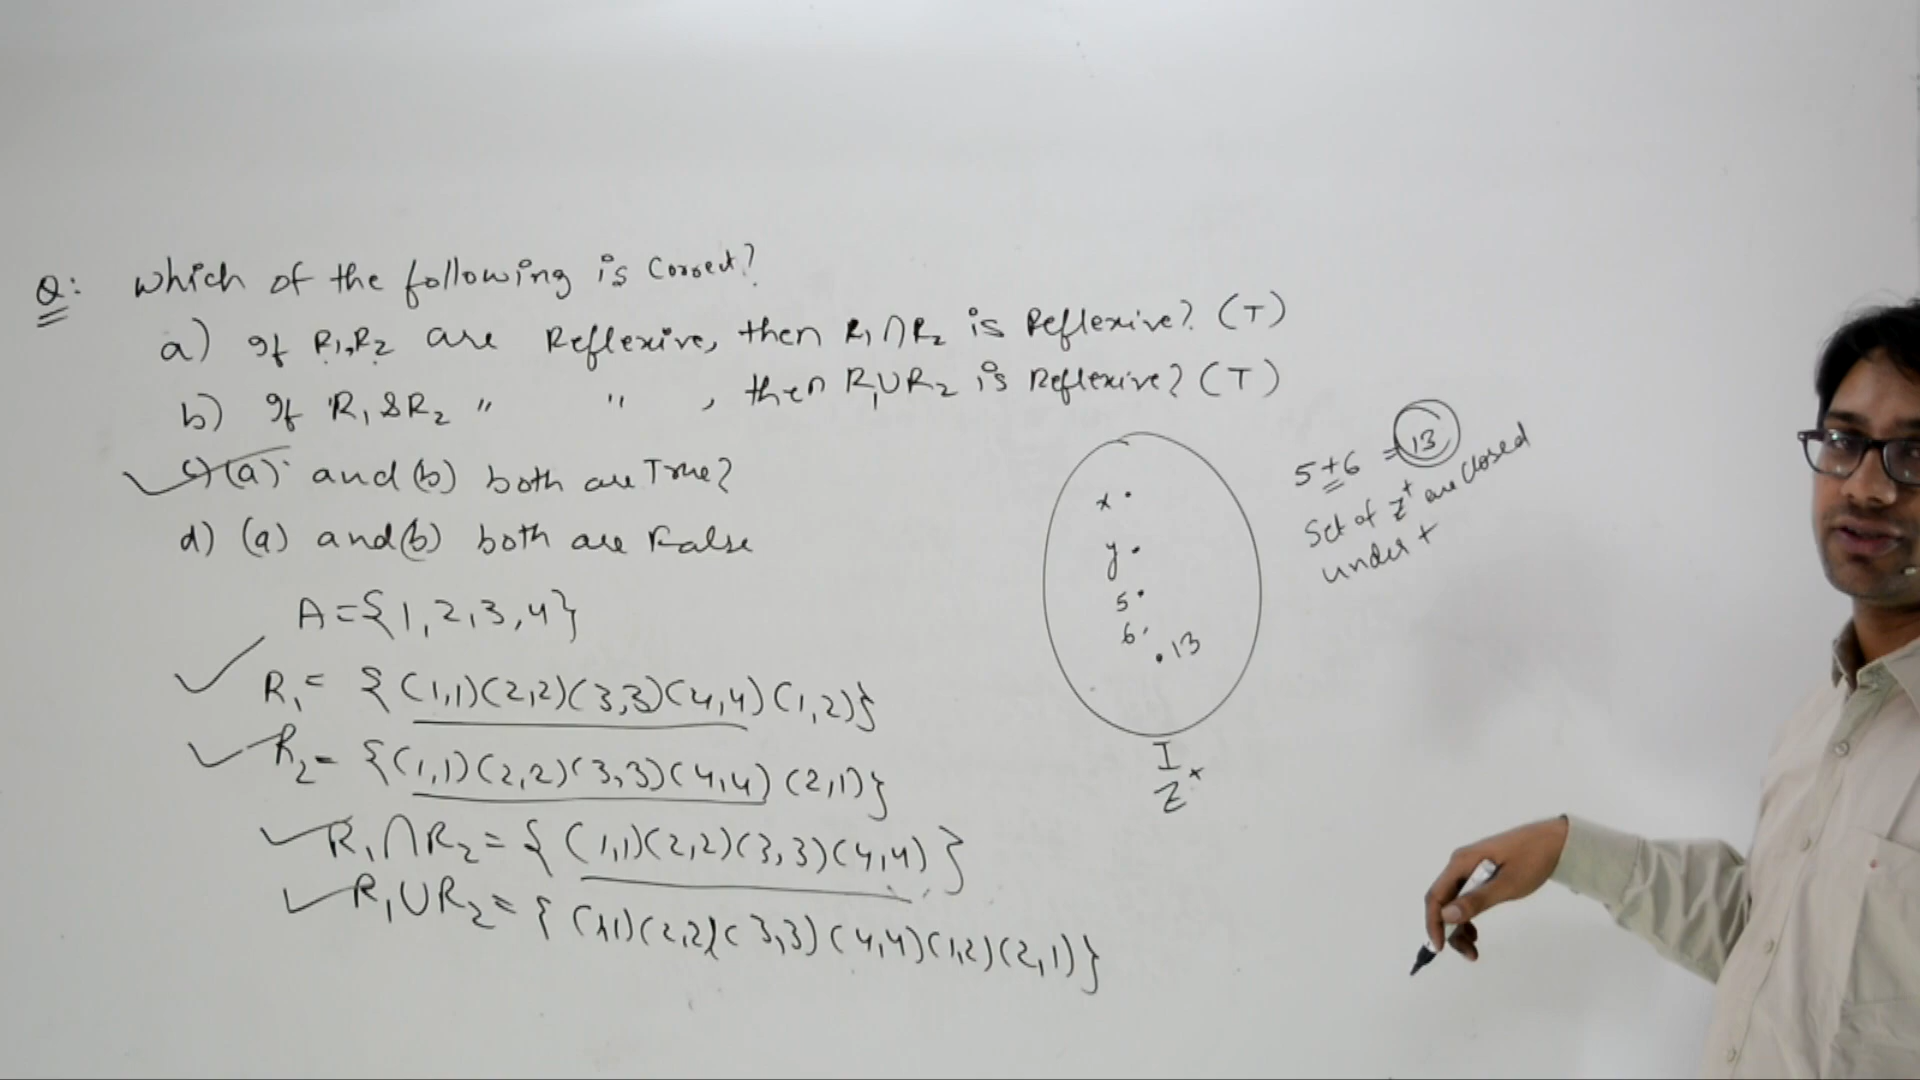 Q: Which of the following is Correct?
a) If R₁,R₂ are Reflexive, then R₁∩R₂ is Reflexive? (T)
b) If R₁ & R₂ " " , then R₁∪R₂ is Reflexive? (T)
c) (a) and (b) both are True?
d) (a) and (b) both are False
A={1,2,3,4}
R₁= {(1,1)(2,2)(3,3)(4,4)(1,2)}
R₂= {(1,1)(2,2)(3,3)(4,4)(2,1)}
R₁∩R₂= {(1,1)(2,2)(3,3)(4,4)}
R₁∪R₂= {(1,1)(2,2)(3,3)(4,4)(1,2)(2,1)}
x
y
5
6
13
I
Z⁺
5+6 =13
Set of Z⁺ are closed
under +